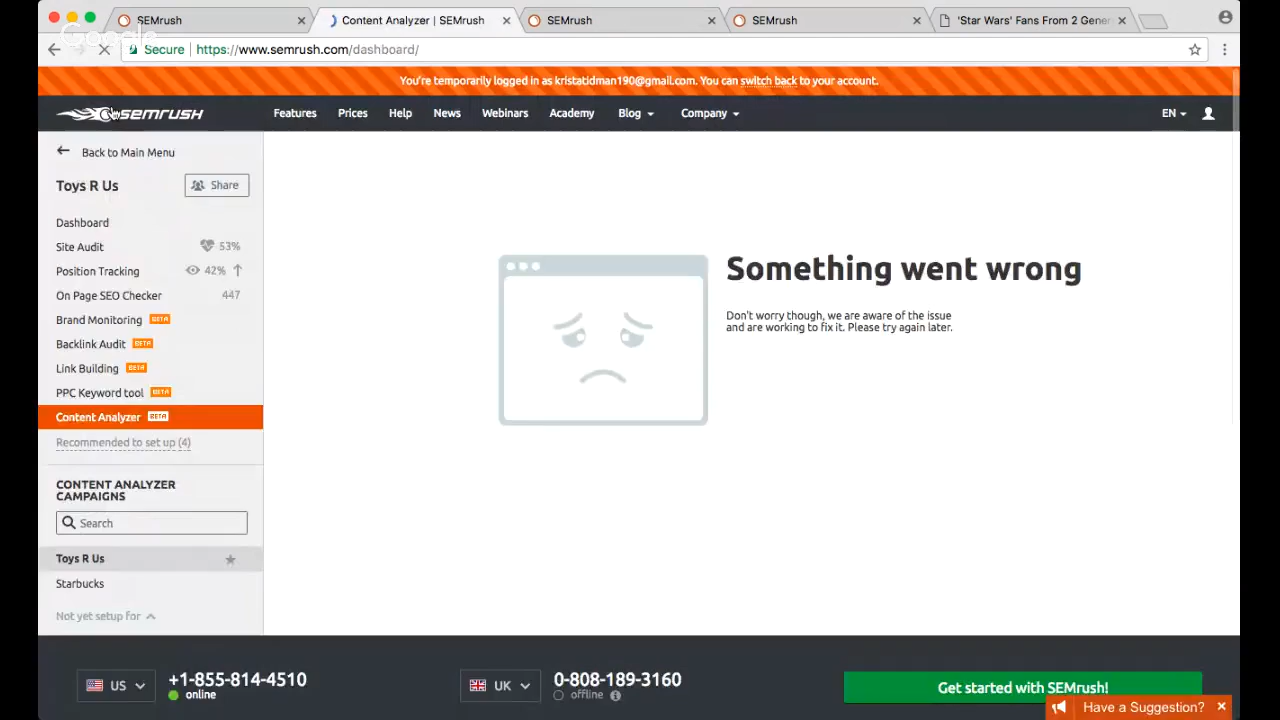 SEMrush
Content Analyzer | SEMrush
SEMrush
SEMrush
'Star Wars' Fans From 2 Gener
Google
Secure
https://www.semrush.com/dashboard/
You're temporarily logged in as kristatidman190@gmail.com. You can switch back to your account.
SEMRUSH
Features
Prices
Help
News
Webinars
Academy
Blog
Company
EN
Back to Main Menu
Toys R Us
Share
Dashboard
Site Audit
53%
Position Tracking
42%
On Page SEO Checker
447
Brand Monitoring BETA
Backlink Audit BETA
Link Building BETA
PPC Keyword tool BETA
Content Analyzer BETA
Recommended to set up (4)
CONTENT ANALYZER
CAMPAIGNS
Search
Toys R Us
Starbucks
Not yet setup for
Something went wrong
Don't worry though, we are aware of the issue
and are working to fix it. Please try again later.
US
+1-855-814-4510
online
UK
0-808-189-3160
offline
Get started with SEMrush!
Have a Suggestion?